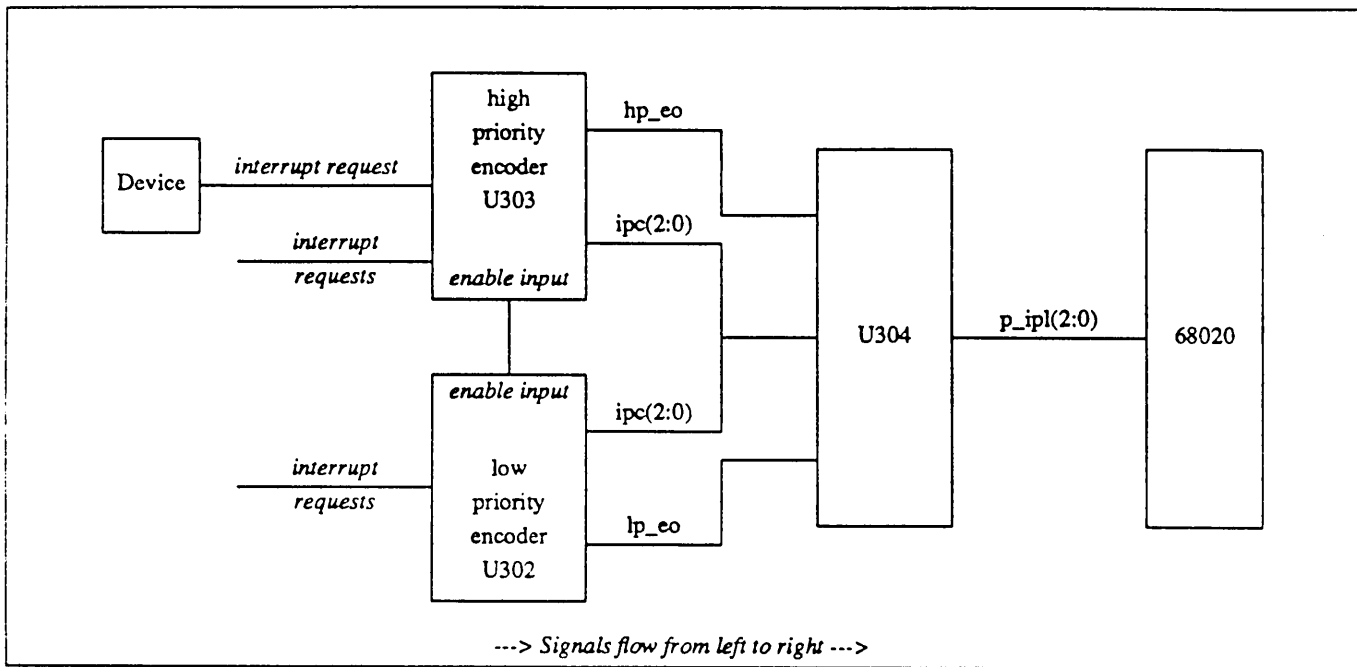 Device
interrupt request
interrupt
requests
high
priority
encoder
U303
enable input
hp_eo
ipc(2:0)
enable input
low
priority
encoder
U302
interrupt
requests
ipc(2:0)
lp_eo
U304
p_ipl(2:0)
68020
---> Signals flow from left to right --->